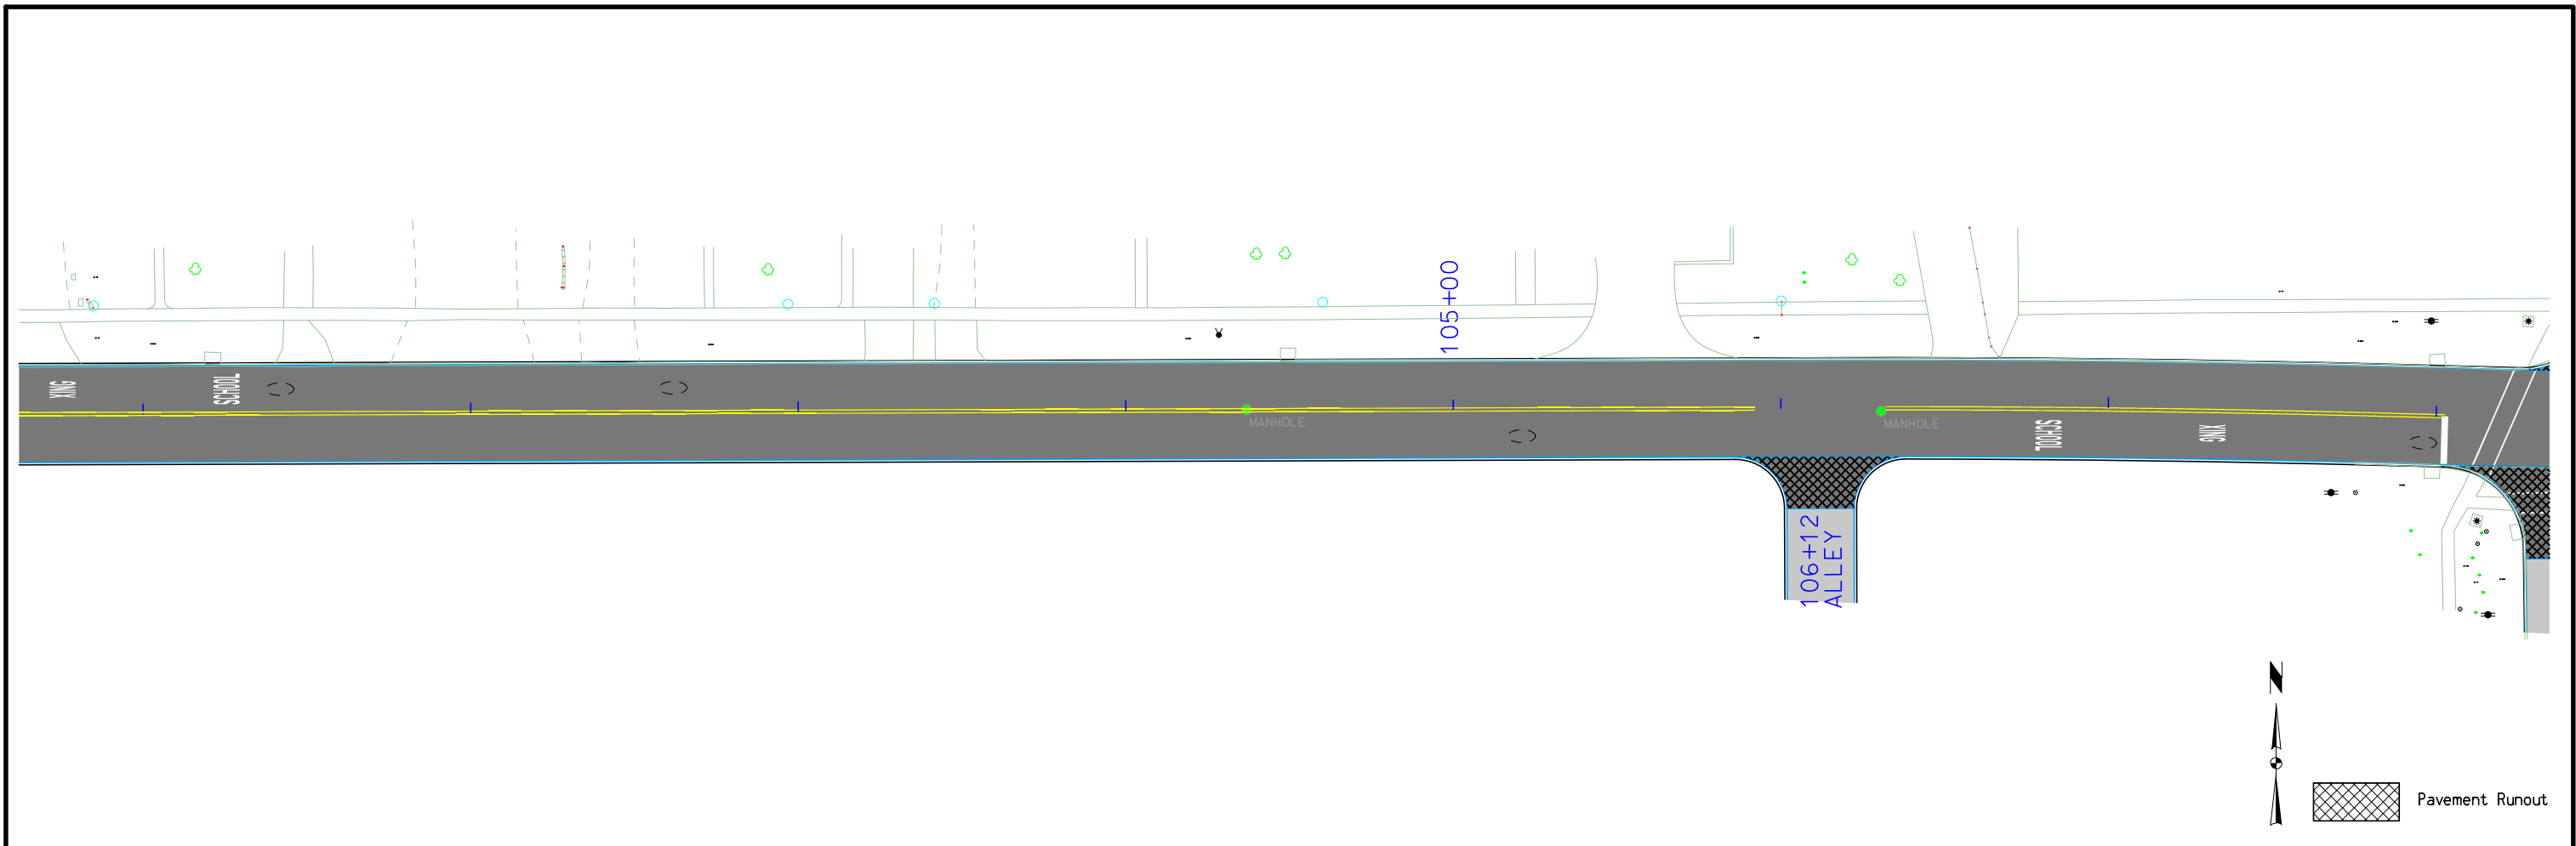 105+00
XING
SCHOOL
MANHOLE
MANHOLE
SCHOOL
XING
106+12
ALLEY
N
Pavement Runout